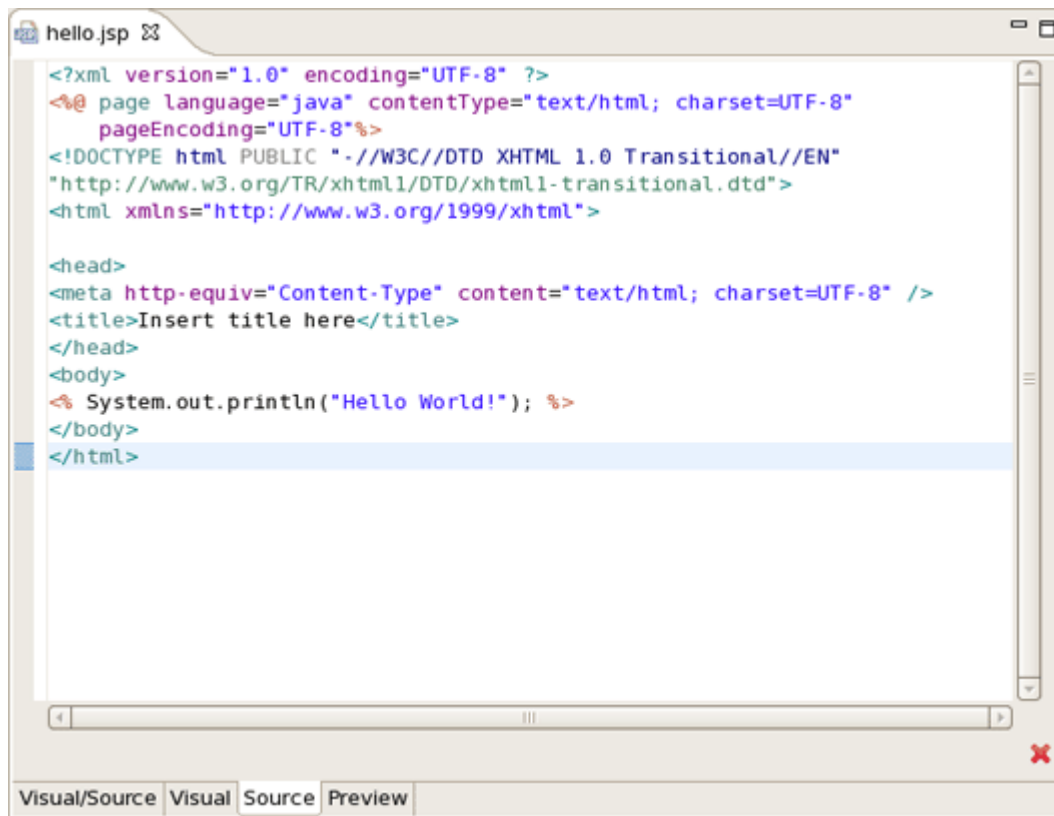 hello.jsp
<?xml version="1.0" encoding="UTF-8" ?>
<%@ page language="java" contentType="text/html; charset=UTF-8"
    pageEncoding="UTF-8"%>
<!DOCTYPE html PUBLIC "-//W3C//DTD XHTML 1.0 Transitional//EN"
"http://www.w3.org/TR/xhtml1/DTD/xhtml1-transitional.dtd">
<html xmlns="http://www.w3.org/1999/xhtml">
<head>
<meta http-equiv="Content-Type" content="text/html; charset=UTF-8" />
<title>Insert title here</title>
</head>
<body>
<% System.out.println("Hello World!"); %>
</body>
</html>
Visual/Source Visual Source Preview